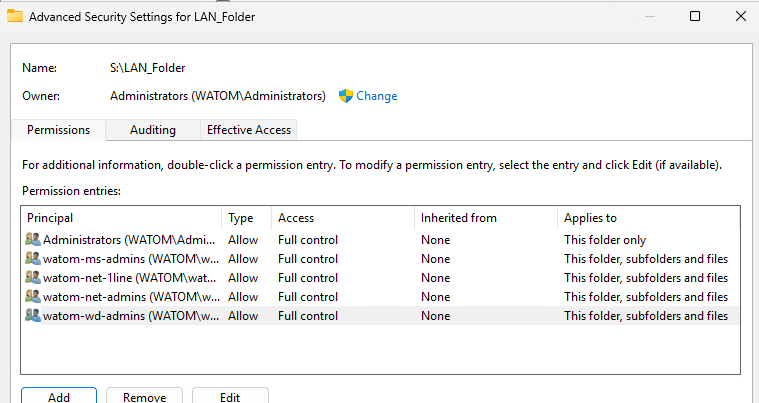 Advanced Security Settings for LAN_Folder
Name: S:\LAN_Folder
Owner: Administrators (WATOM\Administrators) Change
Permissions Auditing Effective Access
For additional information, double-click a permission entry. To modify a permission entry, select the entry and click Edit (if available).
Permission entries:
Principal Type Access Inherited from Applies to
Administrators (WATOM\Admi... Allow Full control None This folder only
watom-ms-admins (WATOM\w... Allow Full control None This folder, subfolders and files
watom-net-1line (WATOM\wat... Allow Full control None This folder, subfolders and files
watom-net-admins (WATOM\w... Allow Full control None This folder, subfolders and files
watom-wd-admins (WATOM\w... Allow Full control None This folder, subfolders and files
Add Remove Edit